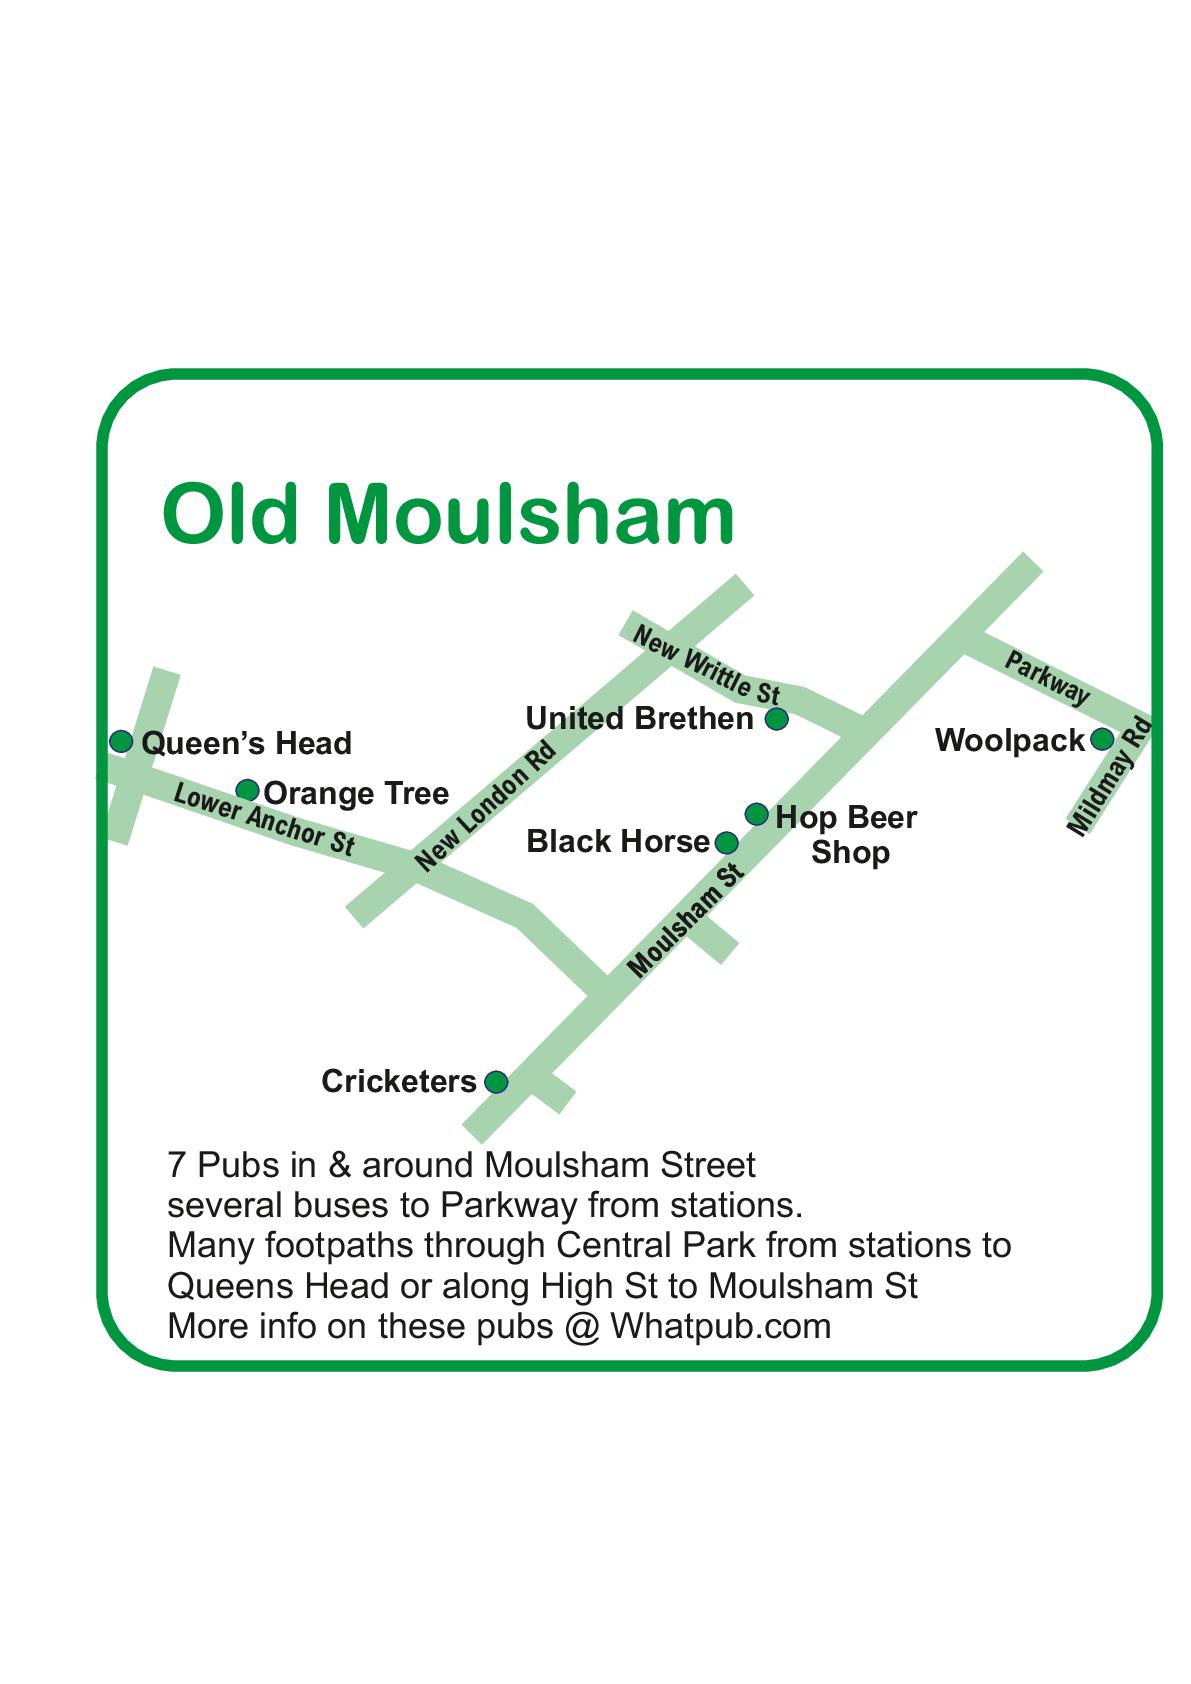 Old Moulsham
New Writtle St
Parkway
United Brethen
Mildmay Rd
Queen’s Head
Woolpack
Orange Tree
Lower Anchor St
New London Rd
Hop Beer
Shop
Black Horse
Moulsham St
Cricketers
7 Pubs in & around Moulsham Street
several buses to Parkway from stations.
Many footpaths through Central Park from stations to
Queens Head or along High St to Moulsham St
More info on these pubs @ Whatpub.com